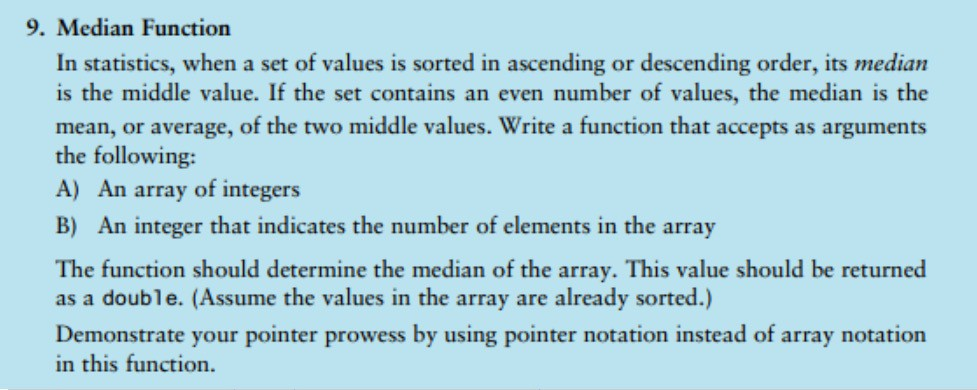 9. Median Function
In statistics, when a set of values is sorted in ascending or descending order, its median
is the middle value. If the set contains an even number of values, the median is the
mean, or average, of the two middle values. Write a function that accepts as arguments
the following:
A) An array of integers
B) An integer that indicates the number of elements in the array
The function should determine the median of the array. This value should be returned
as a double. (Assume the values in the array are already sorted.)
Demonstrate your pointer prowess by using pointer notation instead of array notation
in this function.